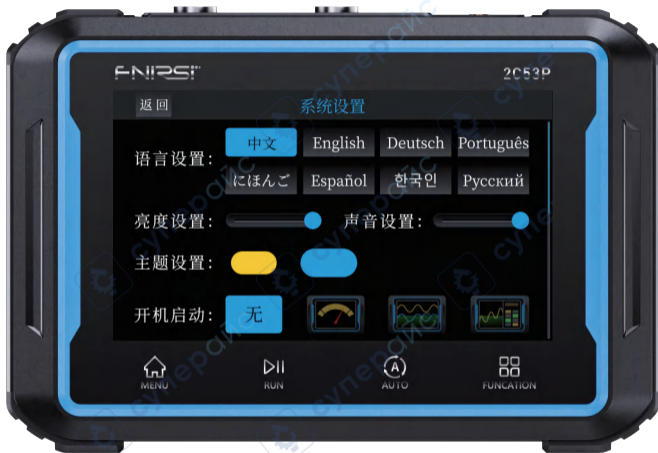 FNIRSI
2C53P
返回
系统设置
语言设置:
中文 English Deutsch Português
にほんご Español 한국인 Русский
亮度设置: 声音设置:
主题设置:
开机启动: 无
MENU RUN AUTO FUNCATION
суперайс